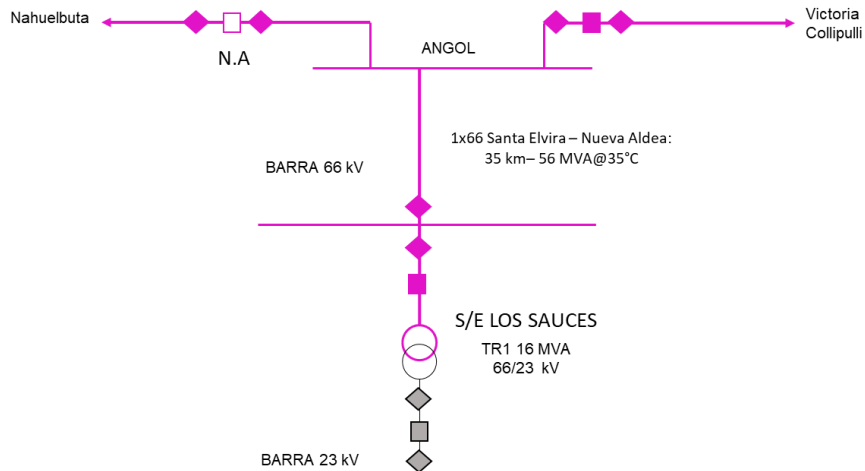 Nahuelbuta
Victoria
Collipulli
N.A
ANGOL
1x66 Santa Elvira – Nueva Aldea:
35 km– 56 MVA@35°C
BARRA 66 kV
S/E LOS SAUCES
TR1 16 MVA
66/23 kV
BARRA 23 kV